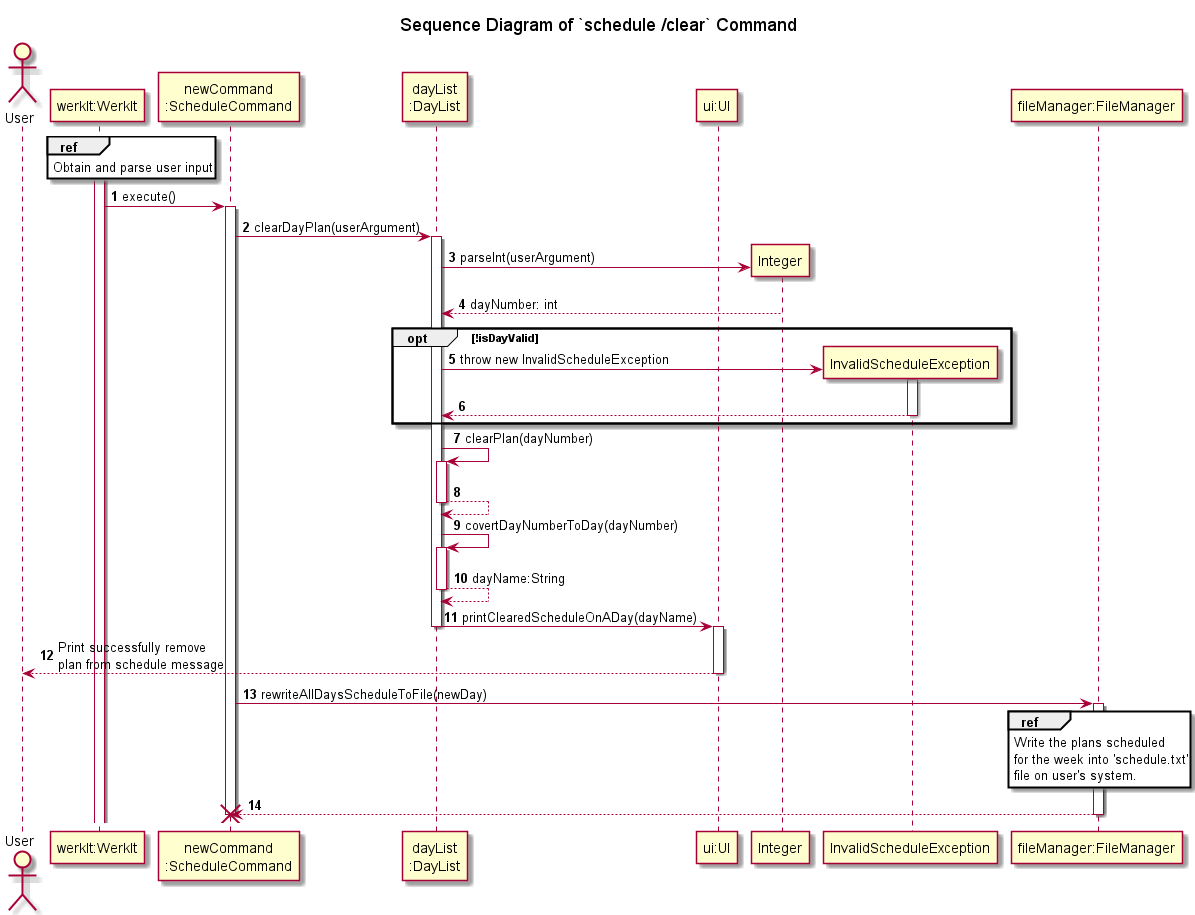 Sequence Diagram of `schedule /clear` Command
User
werkIt:WerkIt
newCommand
:ScheduleCommand
dayList
:DayList
ui:UI
fileManager:FileManager
ref
Obtain and parse user input
1 execute()
2 clearDayPlan(userArgument)
3 parseInt(userArgument)
Integer
4 dayNumber: int
opt [!isDayValid]
5 throw new InvalidScheduleException
InvalidScheduleException
6
7 clearPlan(dayNumber)
8
9 covertDayNumberToDay(dayNumber)
10 dayName:String
11 printClearedScheduleOnADay(dayName)
12 Print successfully remove
plan from schedule message
13 rewriteAllDaysScheduleToFile(newDay)
ref
Write the plans scheduled
for the week into 'schedule.txt'
file on user's system.
14
User
werkIt:WerkIt
newCommand
:ScheduleCommand
dayList
:DayList
ui:UI
Integer
InvalidScheduleException
fileManager:FileManager